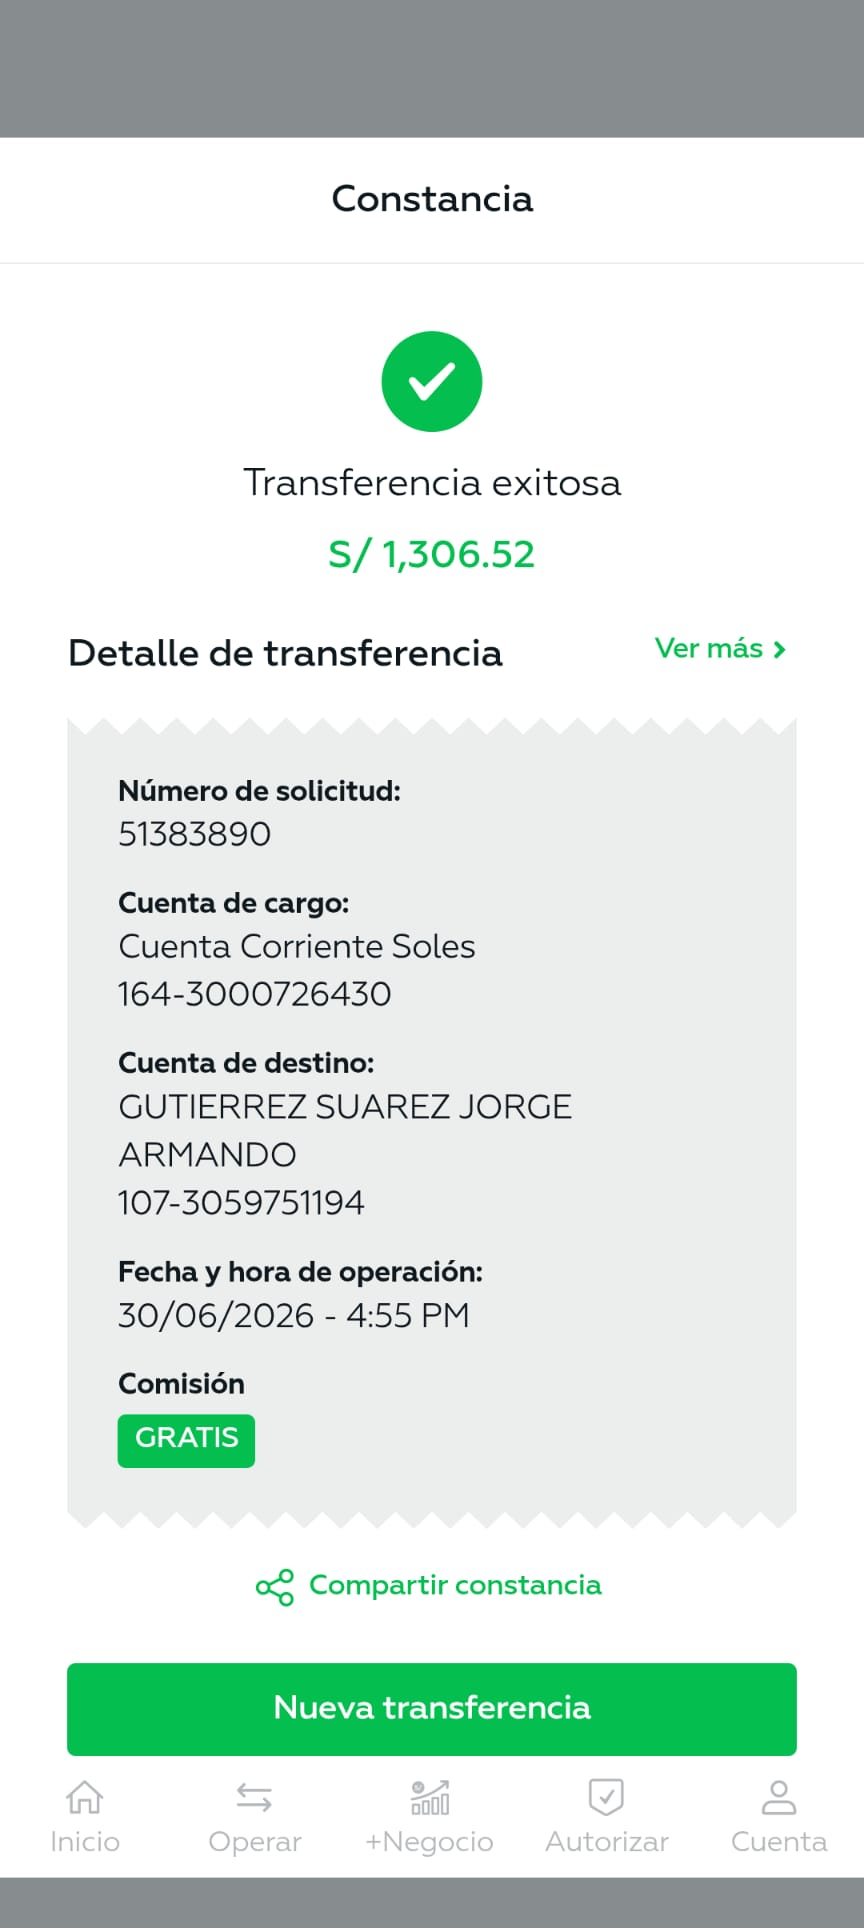 Constancia
Transferencia exitosa
S/ 1,306.52
Detalle de transferencia
Ver más
Número de solicitud:
51383890
Cuenta de cargo:
Cuenta Corriente Soles
164-3000726430
Cuenta de destino:
GUTIERREZ SUAREZ JORGE
ARMANDO
107-3059751194
Fecha y hora de operación:
30/06/2026 - 4:55 PM
Comisión
GRATIS
Compartir constancia
Nueva transferencia
Inicio
Operar
+Negocio
Autorizar
Cuenta